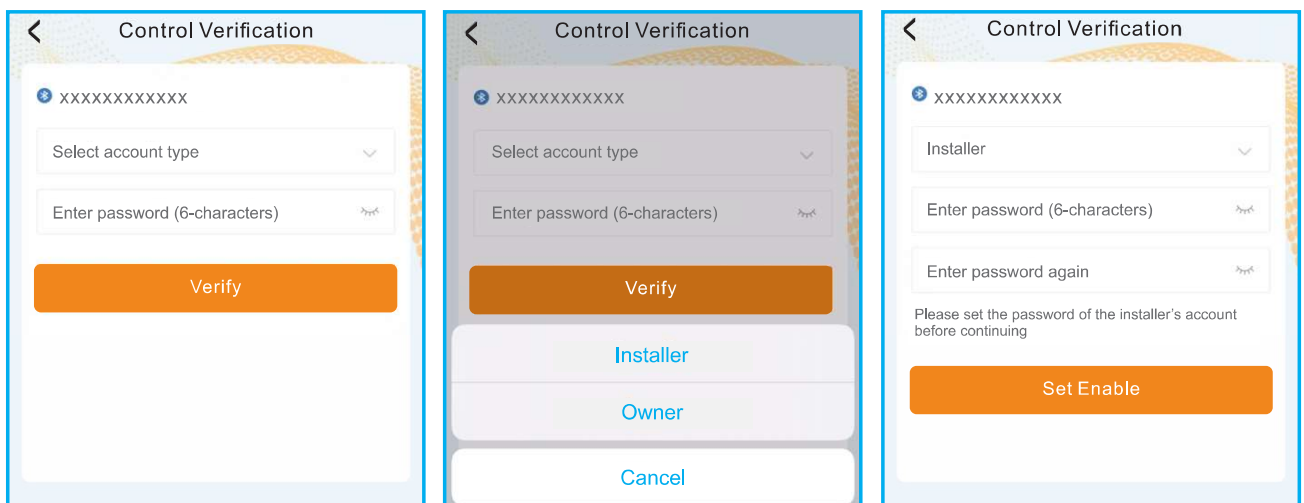 Control Verification
xxxxxxxxxxxx
Select account type
Enter password (6-characters)
Verify
Control Verification
xxxxxxxxxxxx
Select account type
Enter password (6-characters)
Verify
Installer
Owner
Cancel
Control Verification
xxxxxxxxxxxx
Installer
Enter password (6-characters)
Enter password again
Please set the password of the installer’s account
before continuing
Set Enable